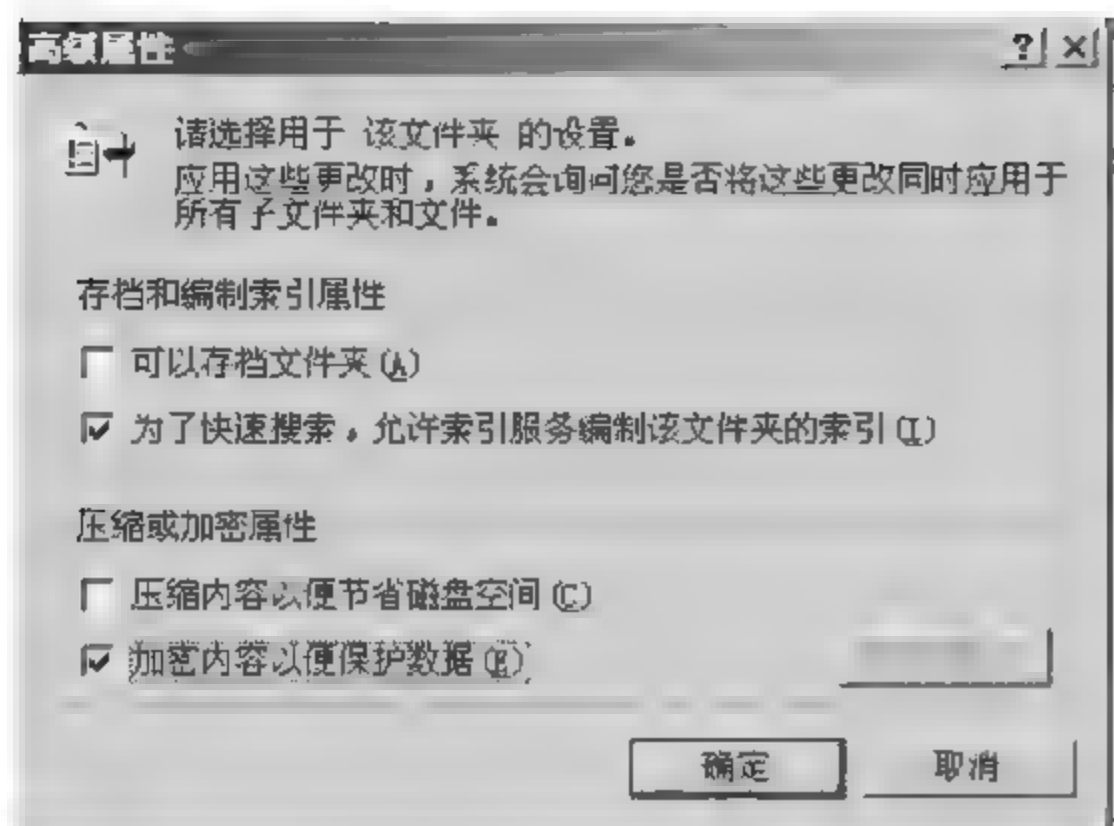 高级属性
请选择用于 该文件夹 的设置。
应用这些更改时，系统会询问您是否将这些更改同时应用于
所有子文件夹和文件。
存档和编制索引属性
可以存档文件夹(A)
为了快速搜索，允许索引服务编制该文件夹的索引(I)
压缩或加密属性
压缩内容以便节省磁盘空间(C)
加密内容以便保护数据(E)
确定
取消